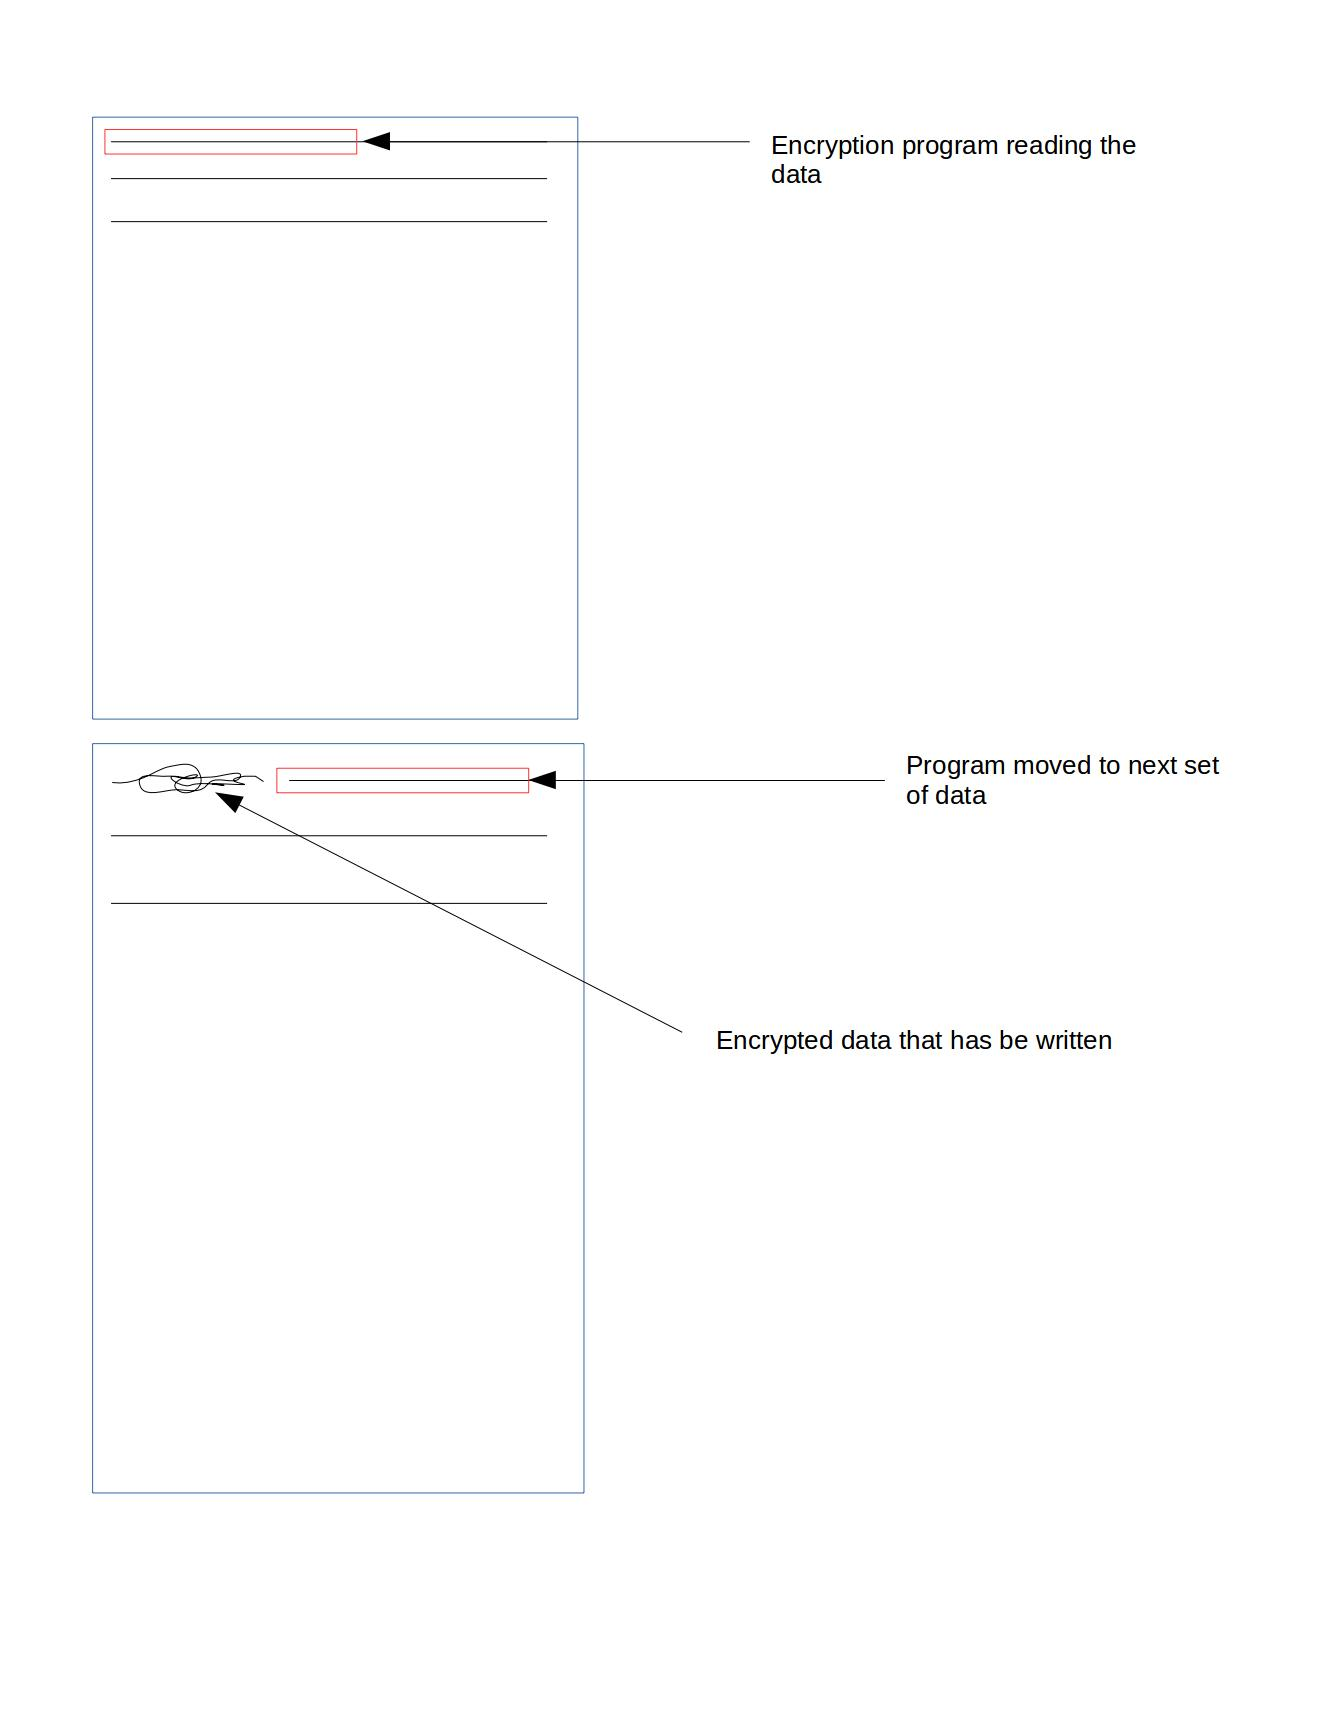 Encryption program reading the
data
Program moved to next set
of data
Encrypted data that has be written